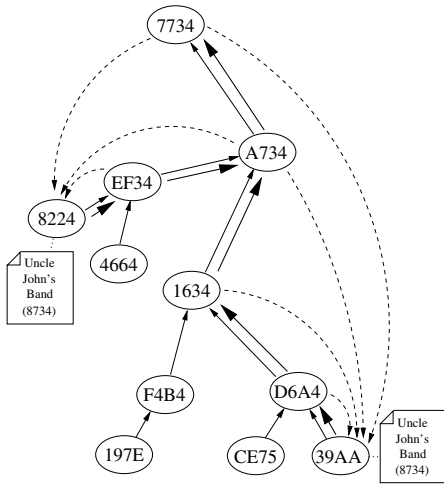 7734
A734
EF34
8224
4664
Uncle
John's
Band
(8734)
1634
F4B4
D6A4
197E
CE75
39AA
Uncle
John's
Band
(8734)